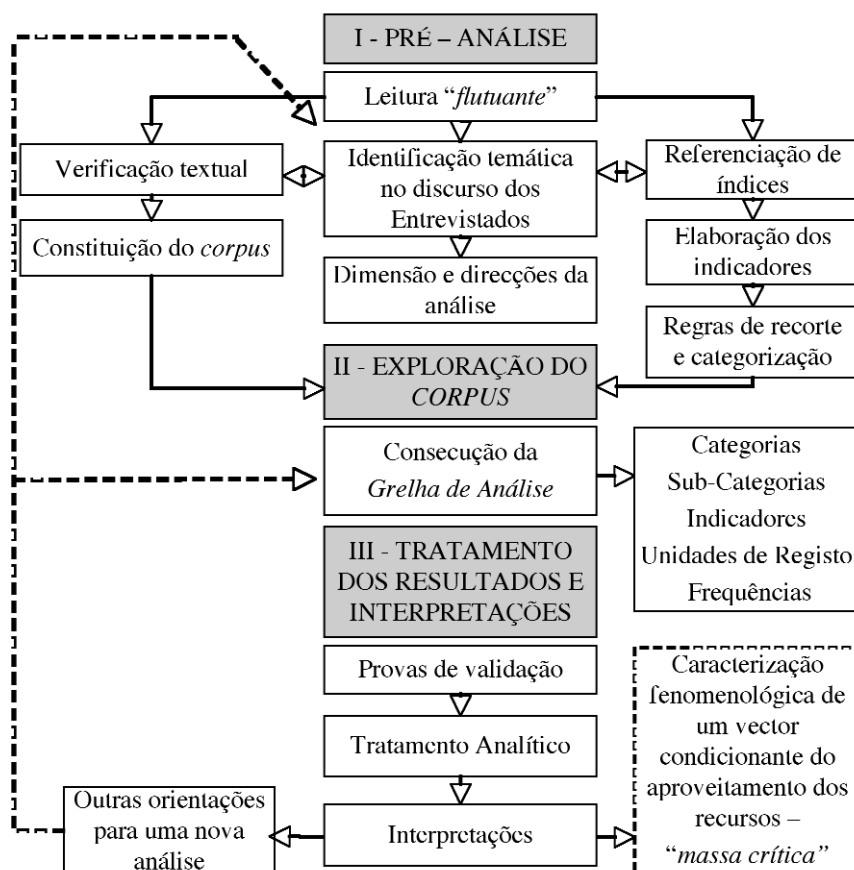 I - PRÉ – ANÁLISE
Leitura “flutuante”
Verificação textual
Identificação temática
no discurso dos
Entrevistados
Referenciação de
índices
Constituição do corpus
Elaboração dos
indicadores
Dimensão e direcções da
análise
Regras de recorte
e categorização
II - EXPLORAÇÃO DO
CORPUS
Consecução da
Grelha de Análise
Categorias
Sub-Categorias
Indicadores
Unidades de Registo
Frequências
III - TRATAMENTO
DOS RESULTADOS E
INTERPRETAÇÕES
Provas de validação
Tratamento Analítico
Caracterização
fenomenológica de
um vector
condicionante do
aproveitamento dos
recursos –
“massa crítica”
Outras orientações
para uma nova
análise
Interpretações